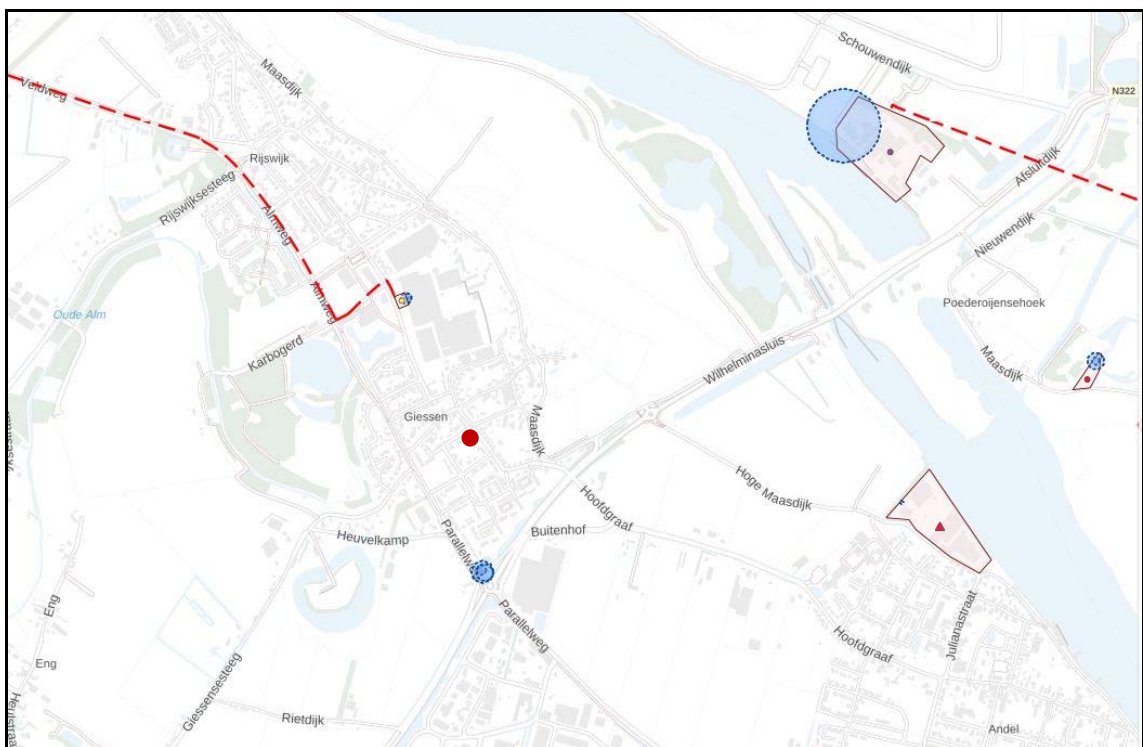 Schouwendijk
Maasdijk
Veldweg
N322
Rijswijk
Afsluitdijk
Rijswijksesteeg
Almweg
Nieuwendijk
Almweg
Poederoijensehoek
Oude Alm
Karbogerd
Wilhelminasluis
Maasdijk
Giessen
Maasdijk
Hoge Maasdijk
Hoofdgraaf
Buitenhof
Heuvelkamp
Parallelweg
Parallelweg
Eng
Julianastraat
Hoofdgraaf
Eng
Giessensesteeg
Rietdijk
Andel